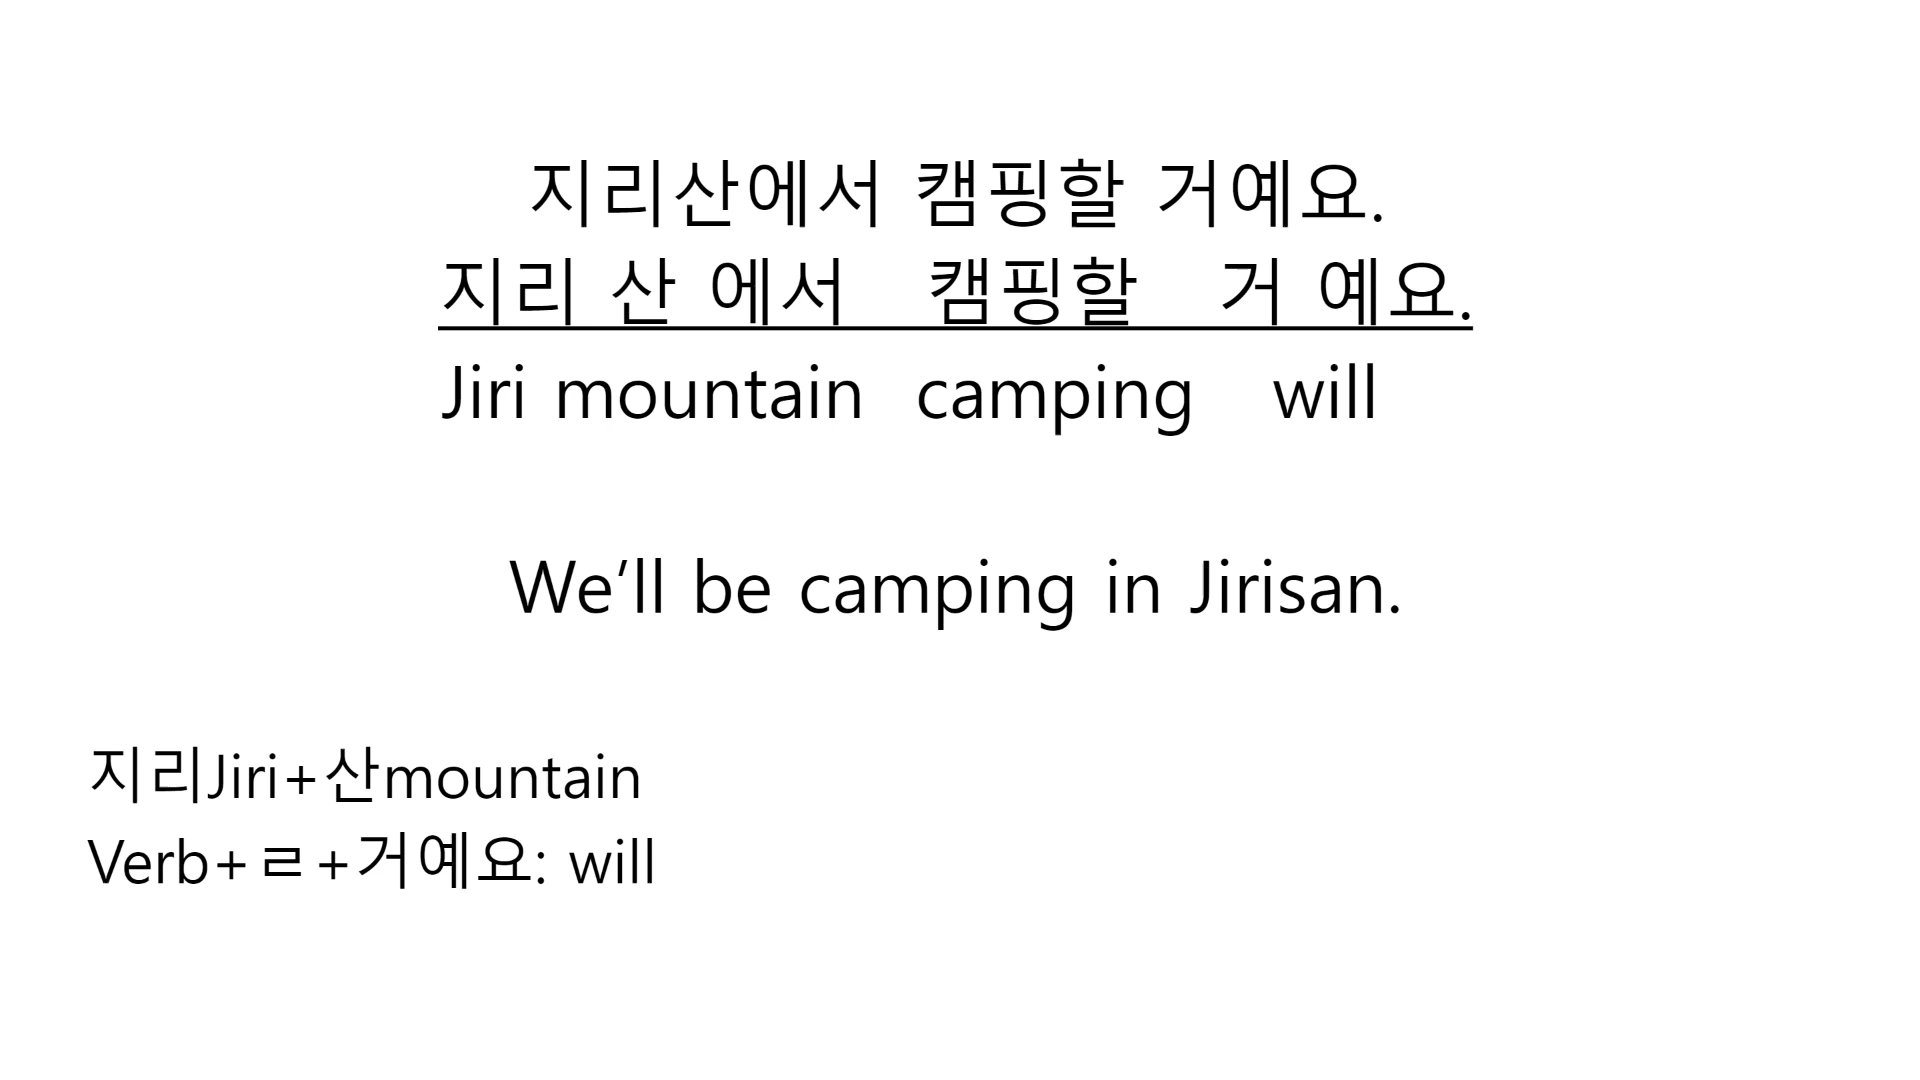 지리산에서 캠핑할 거예요.
지리 산 에서 캠핑할 거 예요.
Jiri mountain camping will
We’ll be camping in Jirisan.
지리Jiri+산mountain
Verb+ㄹ+거예요: will